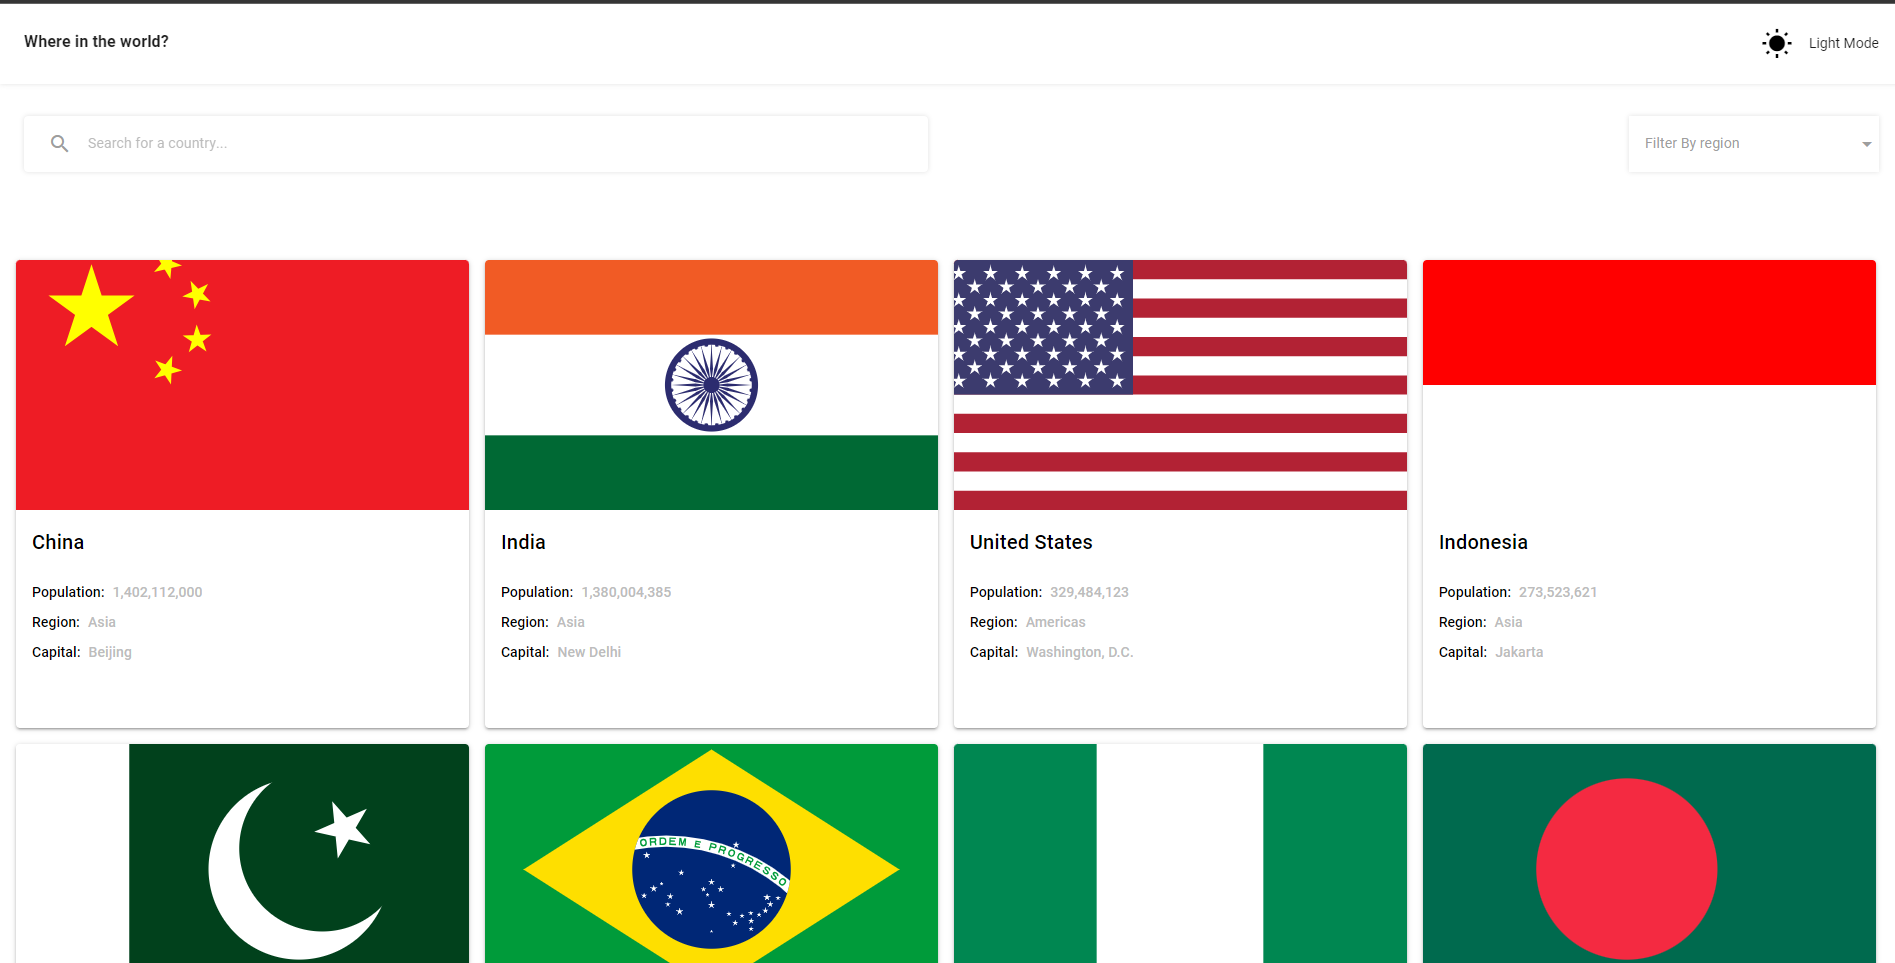 Where in the world?
Light Mode
Search for a country...
Filter By region
China
Population: 1,402,112,000
Region: Asia
Capital: Beijing
India
Population: 1,380,004,385
Region: Asia
Capital: New Delhi
United States
Population: 329,484,123
Region: Americas
Capital: Washington, D.C.
Indonesia
Population: 273,523,621
Region: Asia
Capital: Jakarta
ORDEM E PROGRESSO